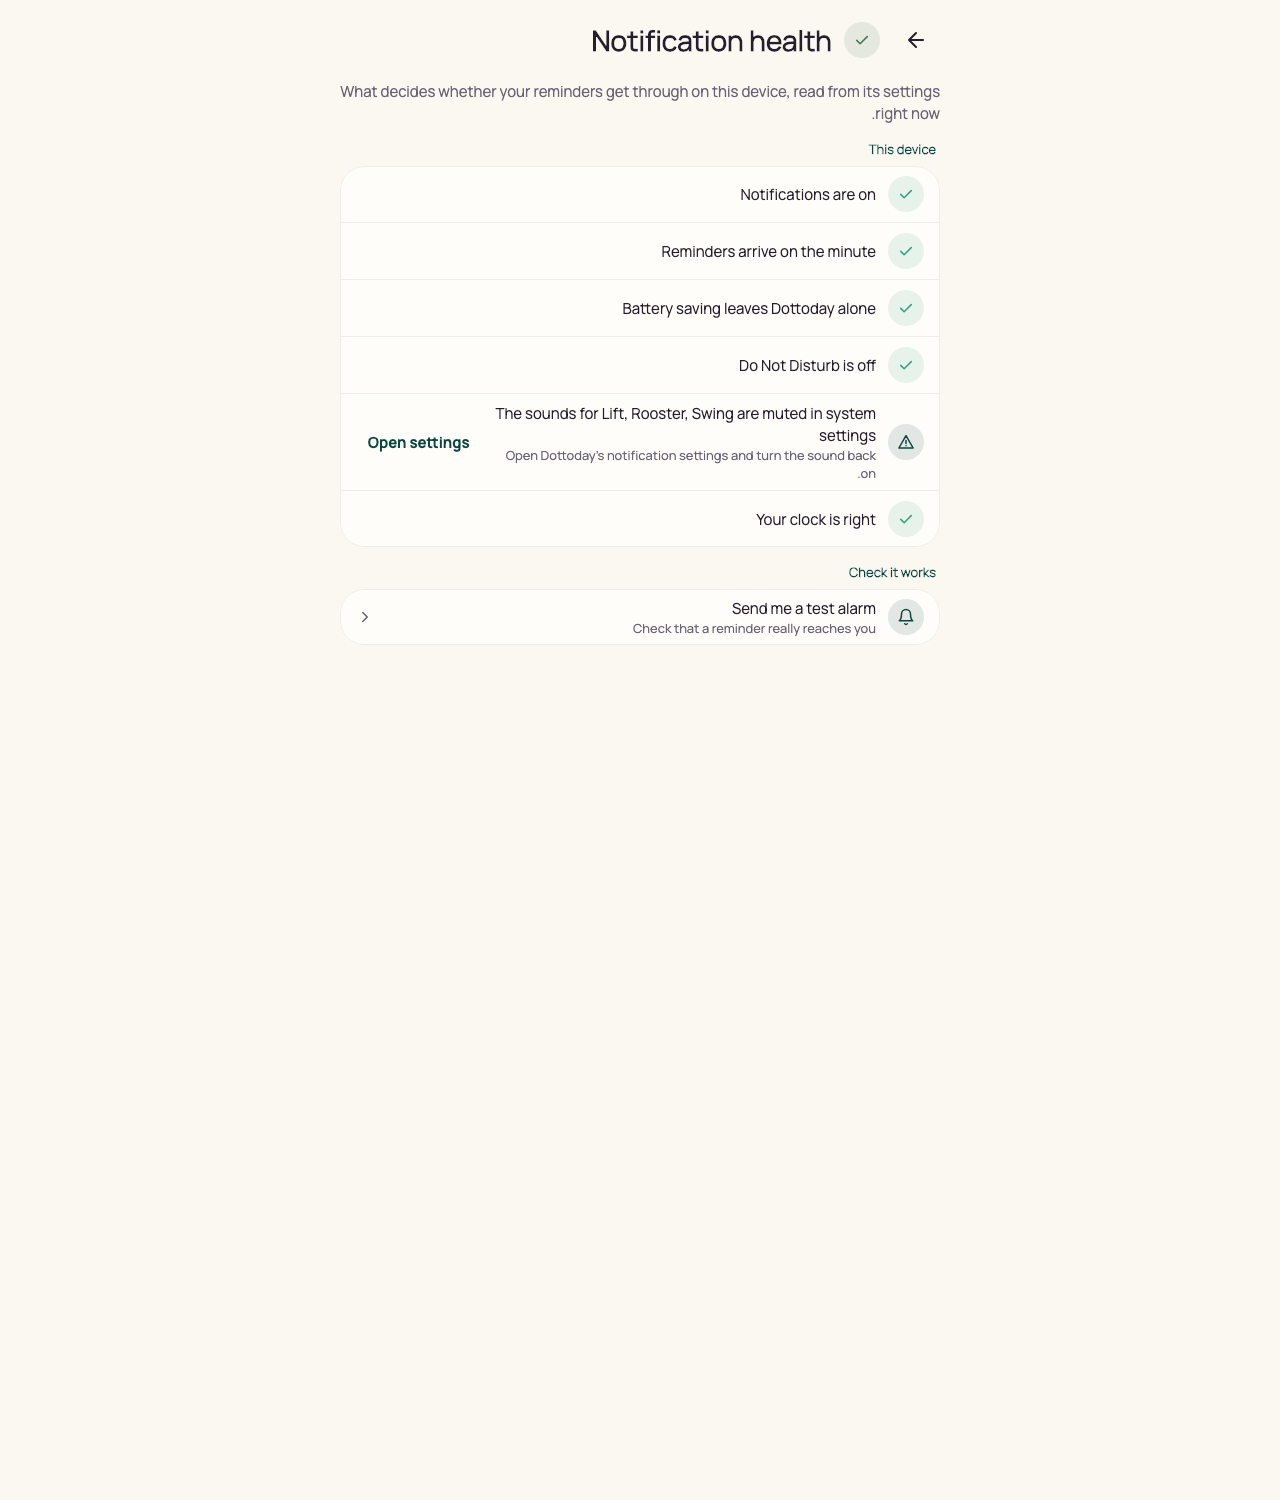 Notification health
What decides whether your reminders get through on this device, read from its settings
.right now
This device
Notifications are on
Reminders arrive on the minute
Battery saving leaves Dottoday alone
Do Not Disturb is off
The sounds for Lift, Rooster, Swing are muted in system
settings
Open Dottoday's notification settings and turn the sound back
.on
Open settings
Your clock is right
Check it works
Send me a test alarm
Check that a reminder really reaches you